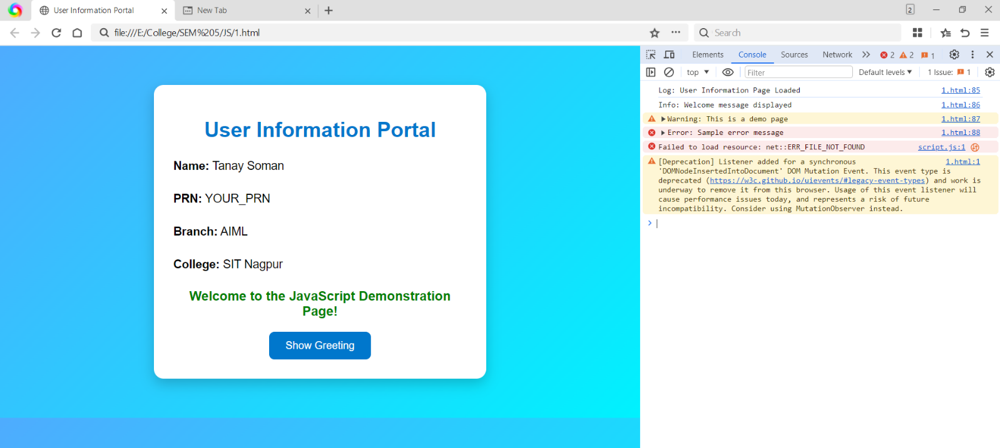 User Information Portal
New Tab
2
file:///E:/College/SEM%205/JS/1.html
Search
User Information Portal
Name: Tanay Soman
PRN: YOUR_PRN
Branch: AIML
College: SIT Nagpur
Welcome to the JavaScript Demonstration
Page!
Show Greeting
Elements Console Sources Network 2 2 1
top Filter Default levels 1 Issue: 1
Log: User Information Page Loaded 1.html:85
Info: Welcome message displayed 1.html:86
Warning: This is a demo page 1.html:87
Error: Sample error message 1.html:88
Failed to load resource: net::ERR_FILE_NOT_FOUND script.js:1
[Deprecation] Listener added for a synchronous 1.html:1
'DOMNodeInsertedIntoDocument' DOM Mutation Event. This event type is
deprecated (https://w3c.github.io/uievents/#legacy-event-types) and work is
underway to remove it from this browser. Usage of this event listener will
cause performance issues today, and represents a risk of future
incompatibility. Consider using MutationObserver instead.